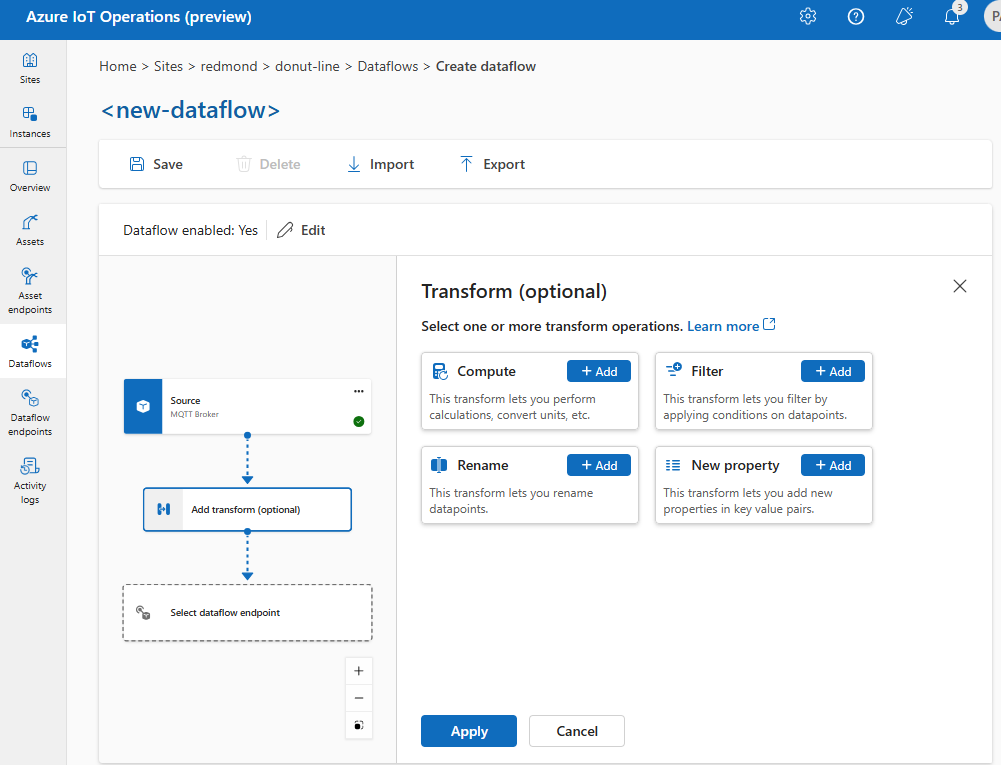 Azure IoT Operations (preview)
3
PA
Sites
Instances
Overview
Assets
Asset
endpoints
Dataflows
Dataflow
endpoints
Activity
logs
Home > Sites > redmond > donut-line > Dataflows > Create dataflow
<new-dataflow>
Save Delete Import Export
Dataflow enabled: Yes Edit
Source
MQTT Broker
Add transform (optional)
Select dataflow endpoint
Transform (optional)
Select one or more transform operations. Learn more
Compute + Add
This transform lets you perform
calculations, convert units, etc.
Filter + Add
This transform lets you filter by
applying conditions on datapoints.
Rename + Add
This transform lets you rename
datapoints.
New property + Add
This transform lets you add new
properties in key value pairs.
Apply Cancel